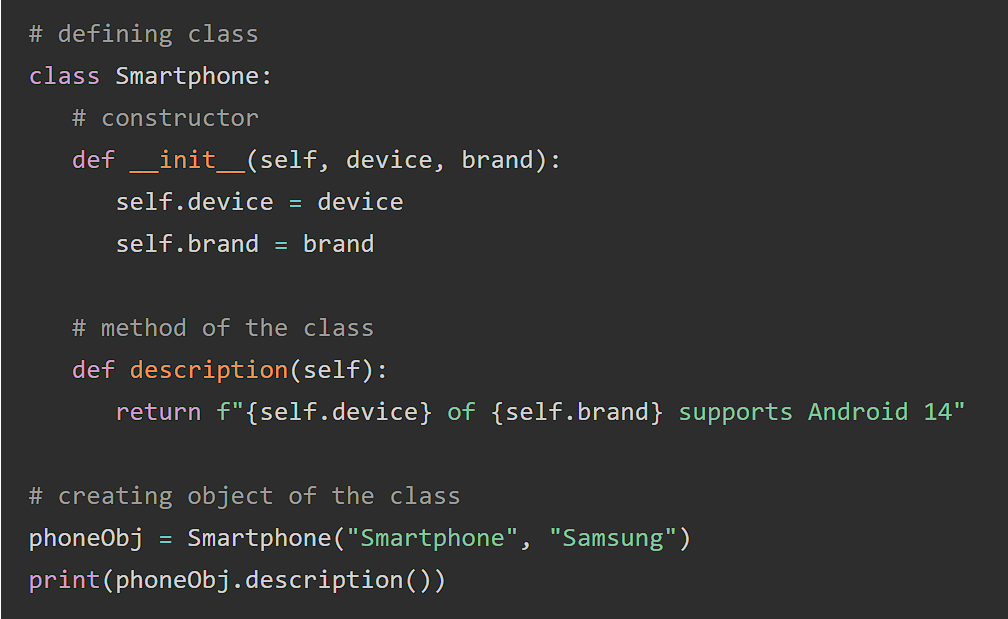 # defining class
class Smartphone:
   # constructor
   def __init__(self, device, brand):
      self.device = device
      self.brand = brand

   # method of the class
   def description(self):
      return f"{self.device} of {self.brand} supports Android 14"

# creating object of the class
phoneObj = Smartphone("Smartphone", "Samsung")
print(phoneObj.description())